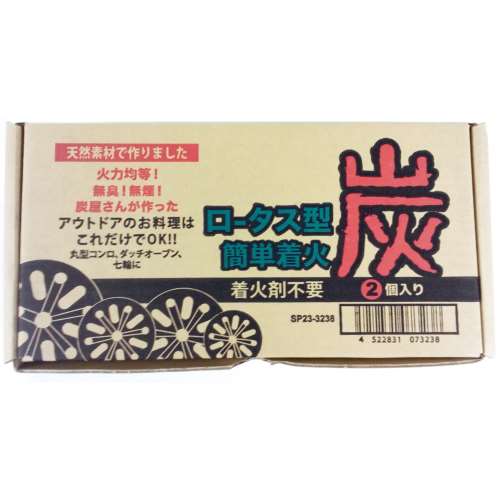 天然素材で作りました
火力均等！
無臭！無煙！
炭屋さんが作った
アウトドアのお料理は
これだけでOK!!
丸型コンロ、ダッチオーブン、
七輪に
ロータス型
簡単着火
炭
着火剤不要
2個入り
SP23-3238
4 522831 073238